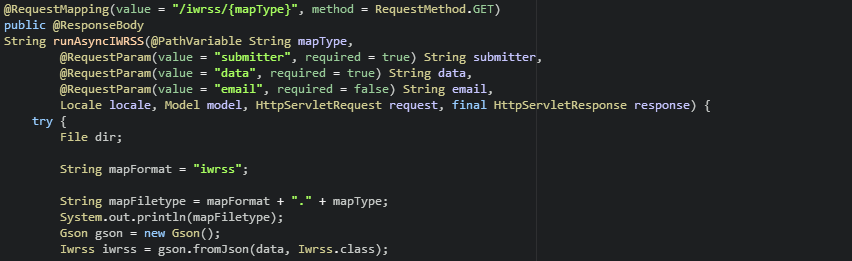 @RequestMapping(value = "/iwrss/{mapType}", method = RequestMethod.GET)
public @ResponseBody
String runAsyncIWRSS(@PathVariable String mapType,
@RequestParam(value = "submitter", required = true) String submitter,
@RequestParam(value = "data", required = true) String data,
@RequestParam(value = "email", required = false) String email,
Locale locale, Model model, HttpServletRequest request, final HttpServletResponse response) {
try {
File dir;
String mapFormat = "iwrss";
String mapFiletype = mapFormat + "." + mapType;
System.out.println(mapFiletype);
Gson gson = new Gson();
Iwrss iwrss = gson.fromJson(data, Iwrss.class);